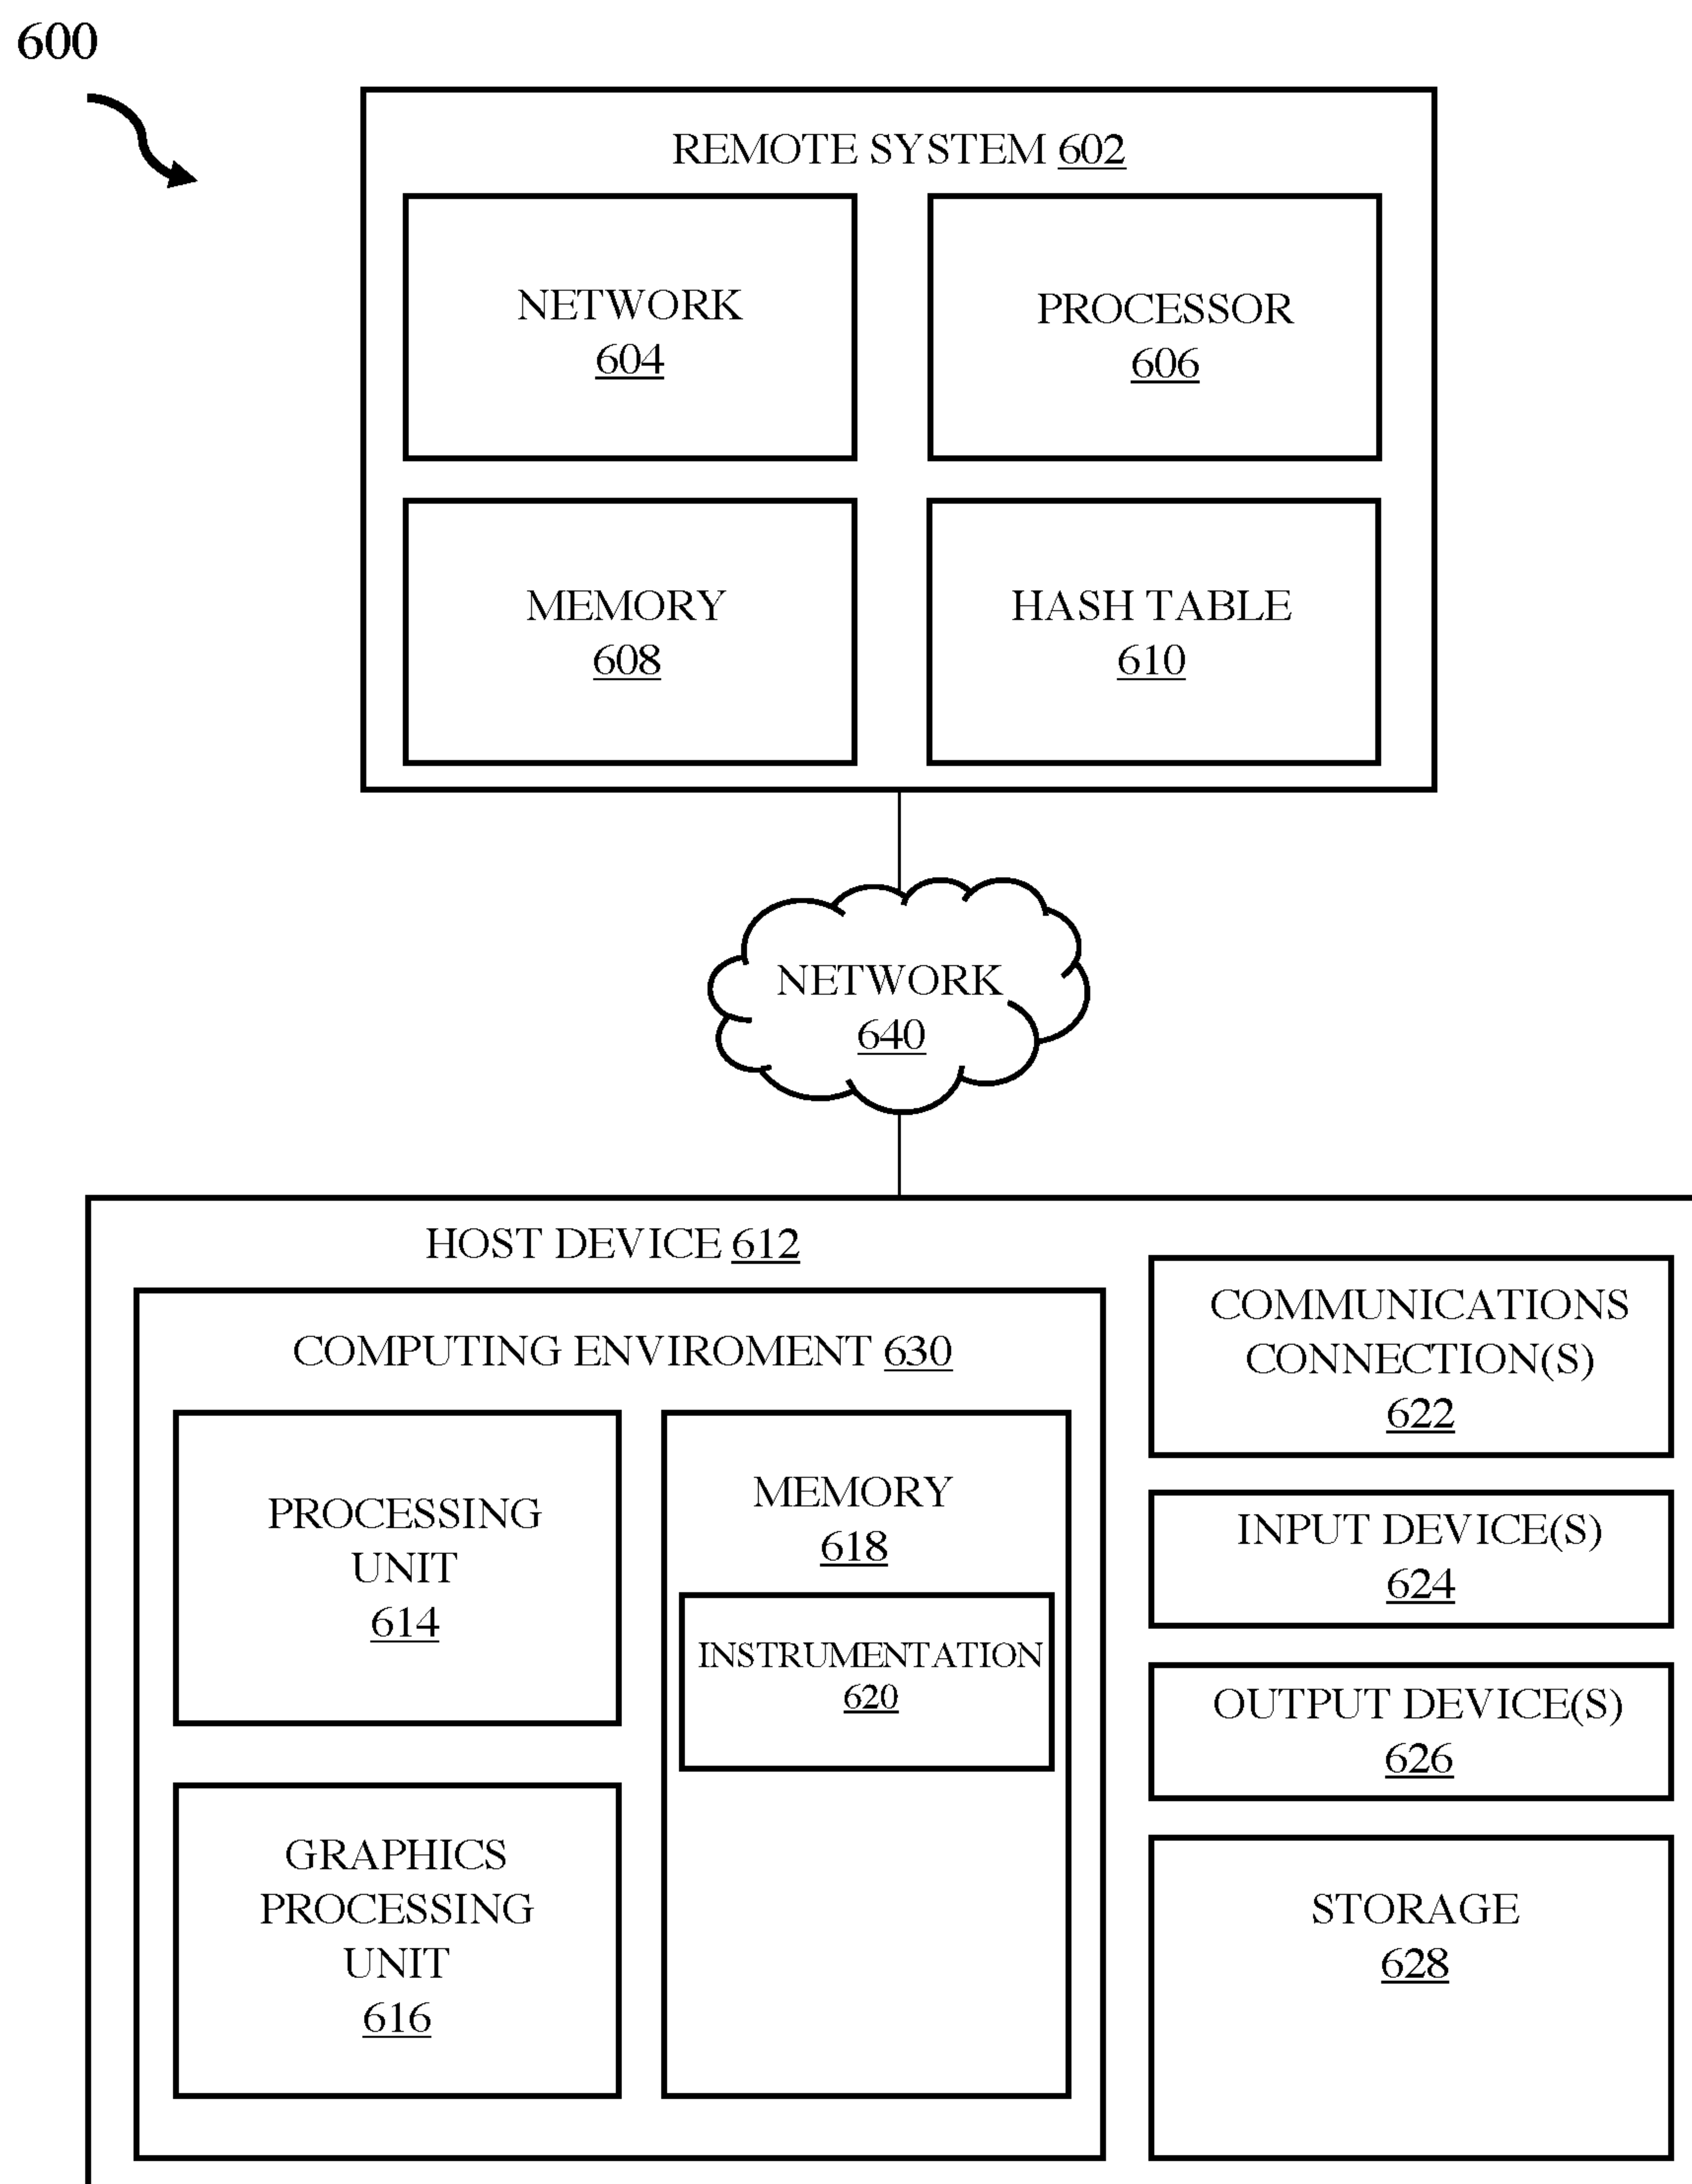 600
REMOTE SYSTEM 602
NETWORK
604
PROCESSOR
606
MEMORY
608
HASH TABLE
610
NETWORK
640
HOST DEVICE 612
COMPUTING ENVIROMENT 630
PROCESSING
UNIT
614
GRAPHICS
PROCESSING
UNIT
616
MEMORY
618
INSTRUMENTATION
620
COMMUNICATIONS
CONNECTION(S)
622
INPUT DEVICE(S)
624
OUTPUT DEVICE(S)
626
STORAGE
628